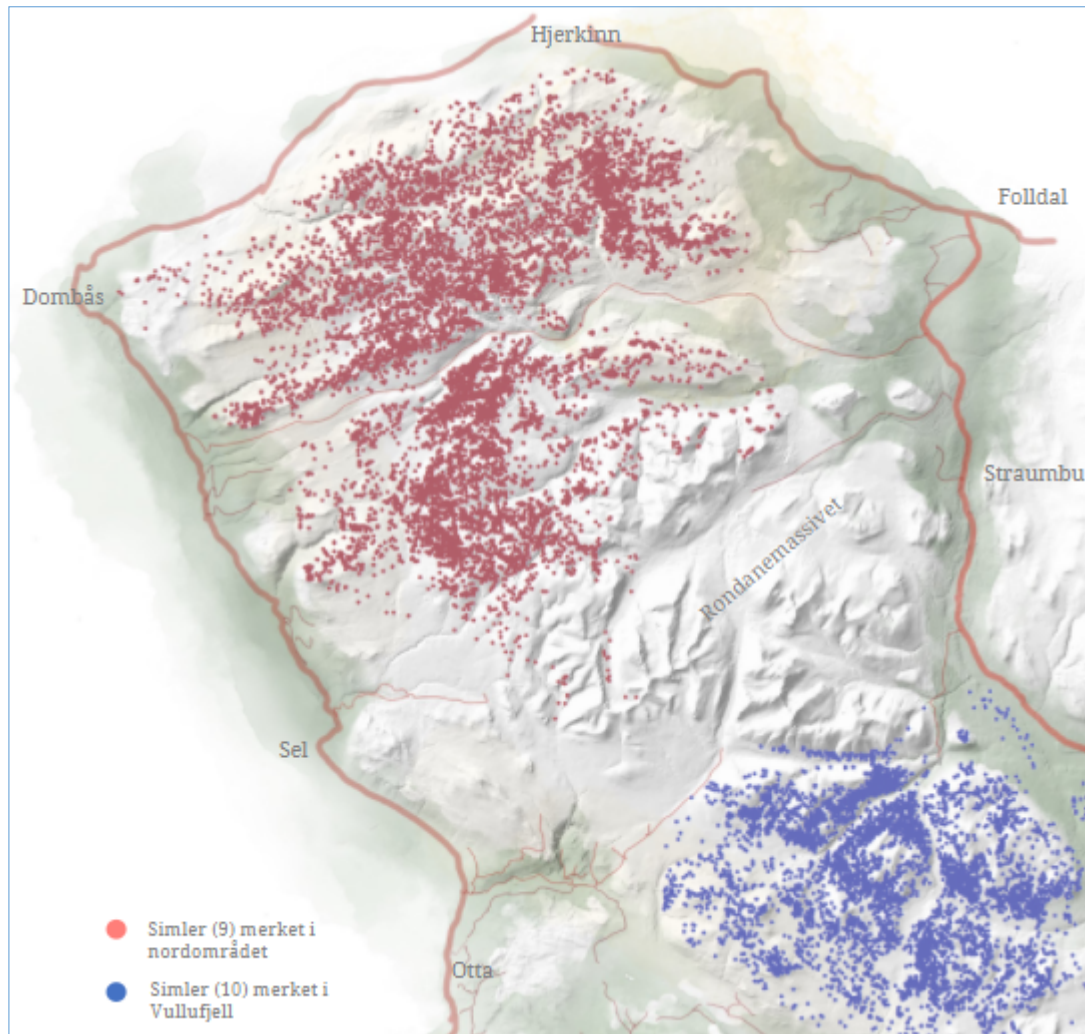 Hjerkinn
Folldal
Dombås
Straumbu
Rondanemassivet
Sel
Simler (9) merket i
nordområdet
Otta
Simler (10) merket i
Vullufjell